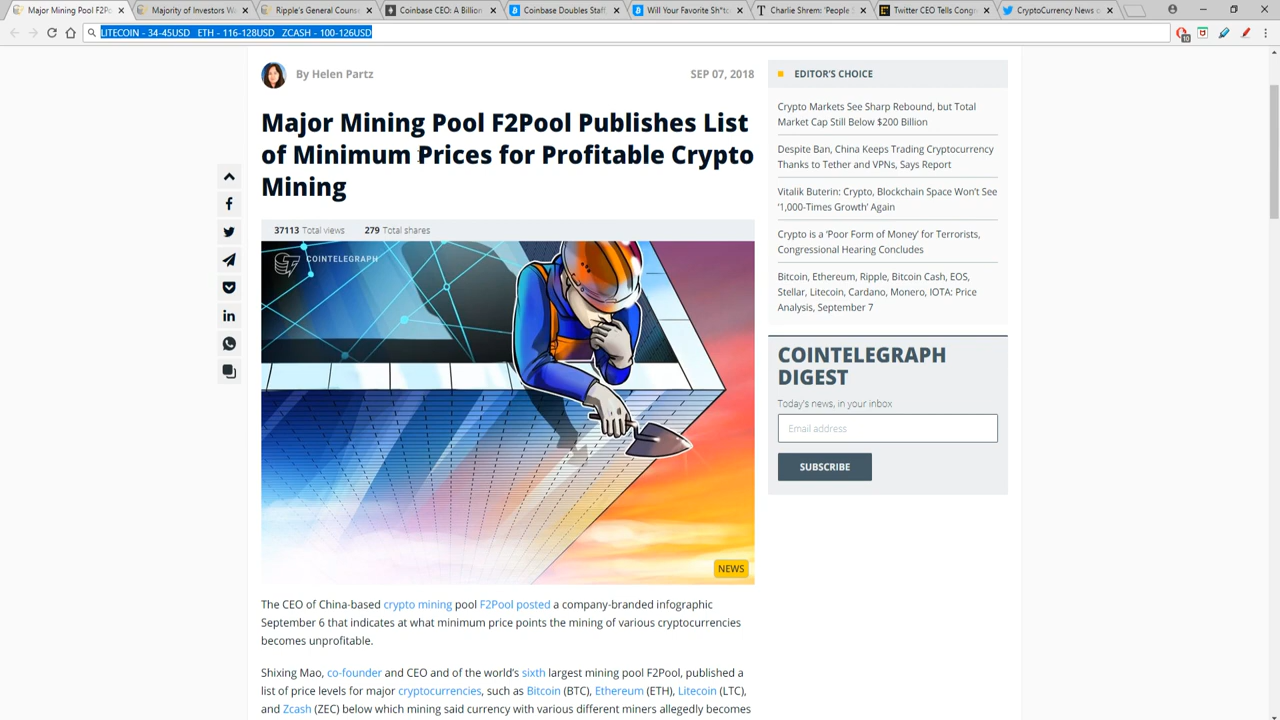 Major Mining Pool F2Po
Majority of Investors W
Ripple's General Couns
Coinbase CEO: A Billion
Coinbase Doubles Staff
Will Your Favorite Sh*tc
Charlie Shrem: 'People S
Twitter CEO Tells Cong
CryptoCurrency News o
LITECOIN - 34-45USD ETH - 116-128USD ZCASH - 100-126USD
10
By Helen Partz
SEP 07, 2018
Major Mining Pool F2Pool Publishes List
of Minimum Prices for Profitable Crypto
Mining
37113 Total views 279 Total shares
COINTELEGRAPH
NEWS
The CEO of China-based crypto mining pool F2Pool posted a company-branded infographic
September 6 that indicates at what minimum price points the mining of various cryptocurrencies
becomes unprofitable.
Shixing Mao, co-founder and CEO and of the world's sixth largest mining pool F2Pool, published a
list of price levels for major cryptocurrencies, such as Bitcoin (BTC), Ethereum (ETH), Litecoin (LTC),
and Zcash (ZEC) below which mining said currency with various different miners allegedly becomes
EDITOR'S CHOICE
Crypto Markets See Sharp Rebound, but Total
Market Cap Still Below $200 Billion
Despite Ban, China Keeps Trading Cryptocurrency
Thanks to Tether and VPNs, Says Report
Vitalik Buterin: Crypto, Blockchain Space Won't See
'1,000-Times Growth' Again
Crypto is a 'Poor Form of Money' for Terrorists,
Congressional Hearing Concludes
Bitcoin, Ethereum, Ripple, Bitcoin Cash, EOS,
Stellar, Litecoin, Cardano, Monero, IOTA: Price
Analysis, September 7
COINTELEGRAPH
DIGEST
Today's news, in your inbox
Email address
SUBSCRIBE